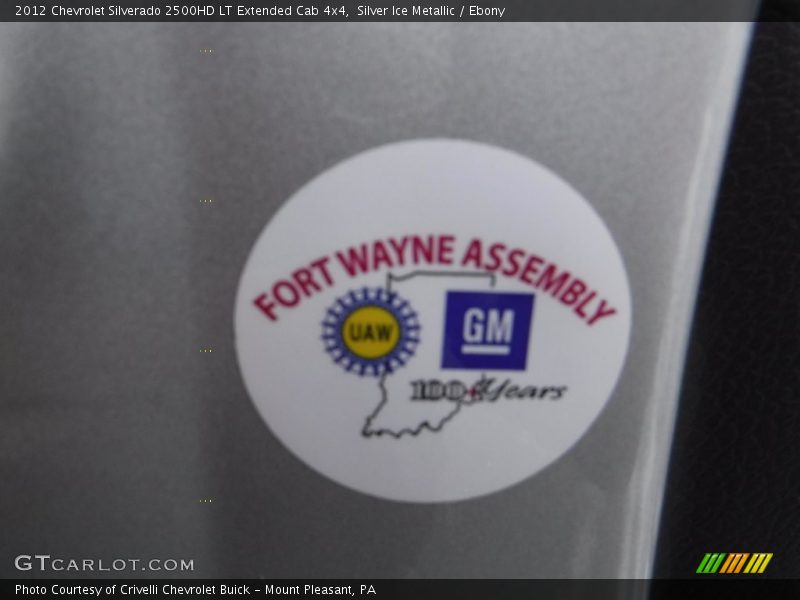 2012 Chevrolet Silverado 2500HD LT Extended Cab 4x4,  Silver Ice Metallic / Ebony
FORT WAYNE ASSEMBLY
UAW
GM
100 Years
GTCARLOT.COM
Photo Courtesy of Crivelli Chevrolet Buick – Mount Pleasant, PA